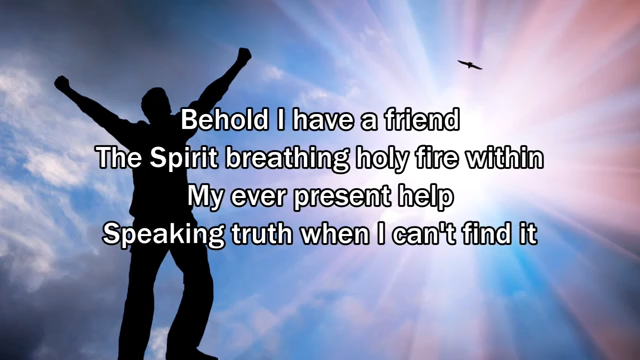 Behold I have a friend
The Spirit breathing holy fire within
My ever present help
Speaking truth when I can't find it